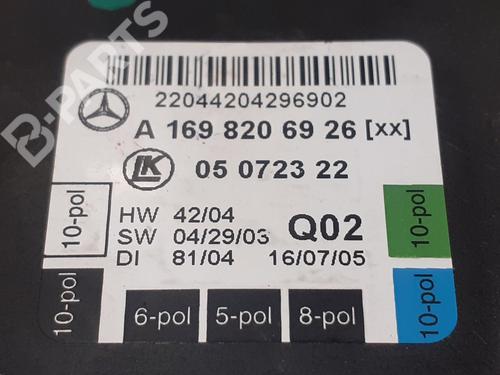 B-PARTS
22044204296902
A 169 820 69 26 [xx]
LK
05 0723 22
HW 42/04
SW 04/29/03
DI 81/04 16/07/05
Q02
10-pol
10-pol
6-pol 5-pol 8-pol
10-pol
10-pol